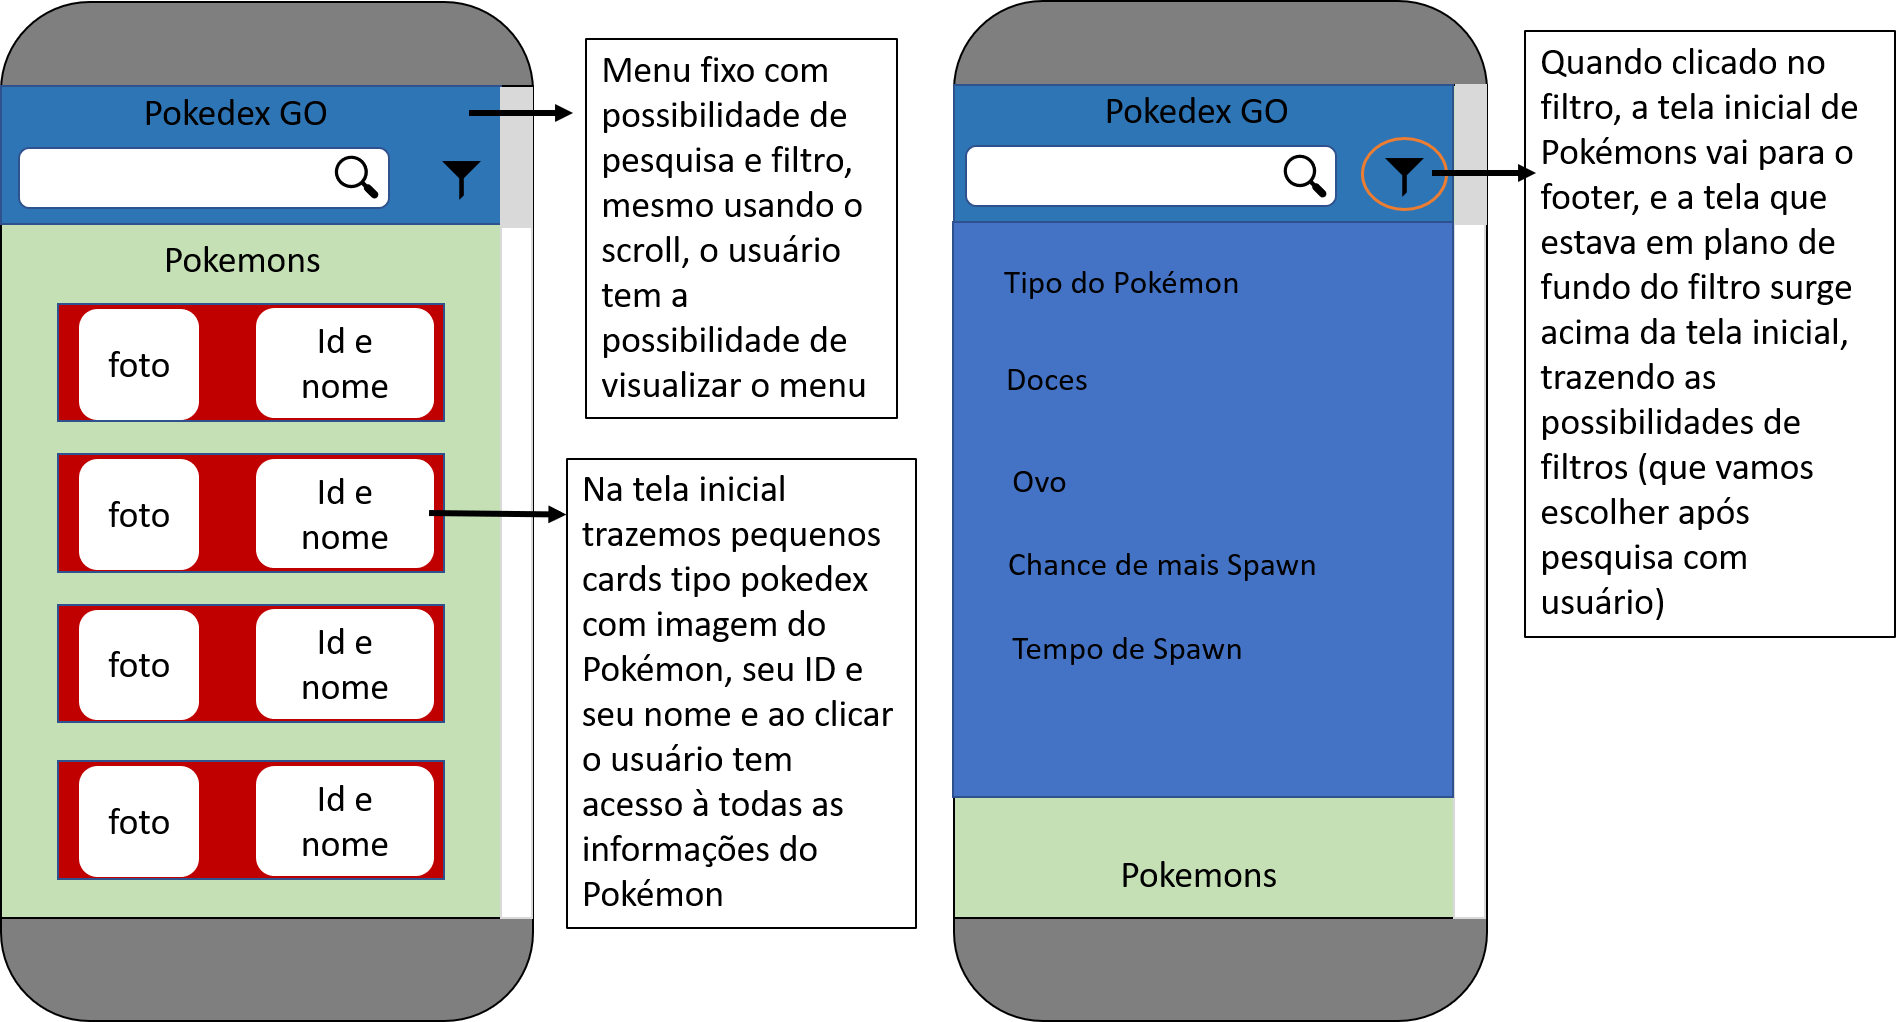 Pokedex GO
Pokemons
foto
Id e
nome
foto
Id e
nome
foto
Id e
nome
foto
Id e
nome
Menu fixo com
possibilidade de
pesquisa e filtro,
mesmo usando o
scroll, o usuário
tem a
possibilidade de
visualizar o menu
Na tela inicial
trazemos pequenos
cards tipo pokedex
com imagem do
Pokémon, seu ID e
seu nome e ao clicar
o usuário tem
acesso à todas as
informações do
Pokémon
Pokedex GO
Tipo do Pokémon
Doces
Ovo
Chance de mais Spawn
Tempo de Spawn
Pokemons
Quando clicado no
filtro, a tela inicial de
Pokémons vai para o
footer, e a tela que
estava em plano de
fundo do filtro surge
acima da tela inicial,
trazendo as
possibilidades de
filtros (que vamos
escolher após
pesquisa com
usuário)